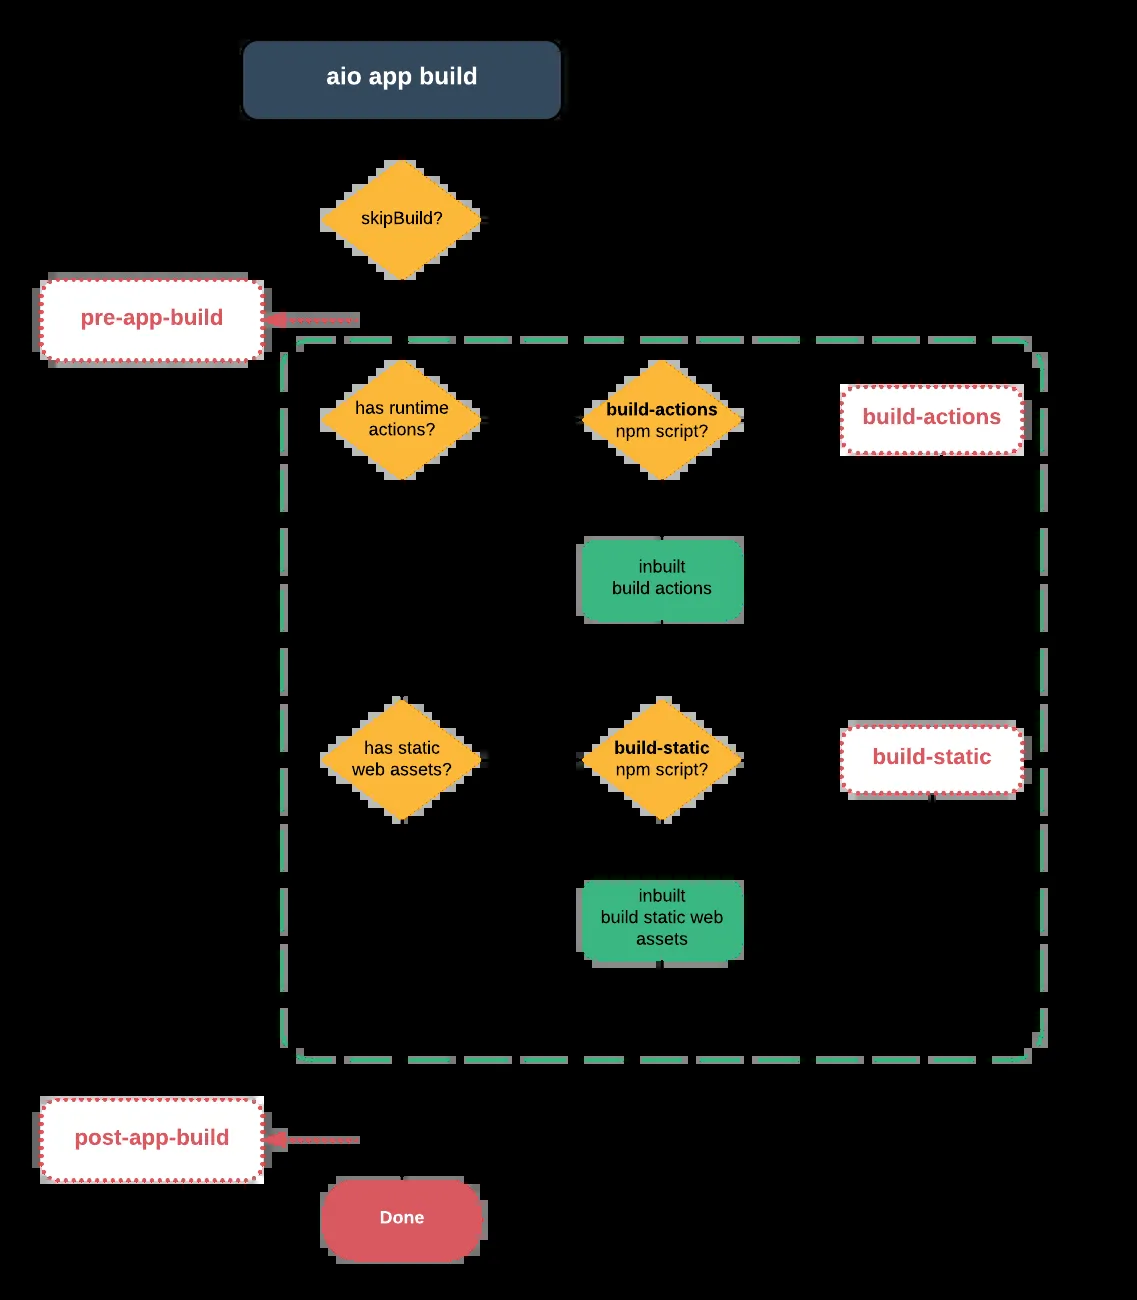 aio app build
skipBuild?
pre-app-build
has runtime
actions?
build-actions
npm script?
build-actions
inbuilt
build actions
has static
web assets?
build-static
npm script?
build-static
inbuilt
build static web
assets
post-app-build
Done